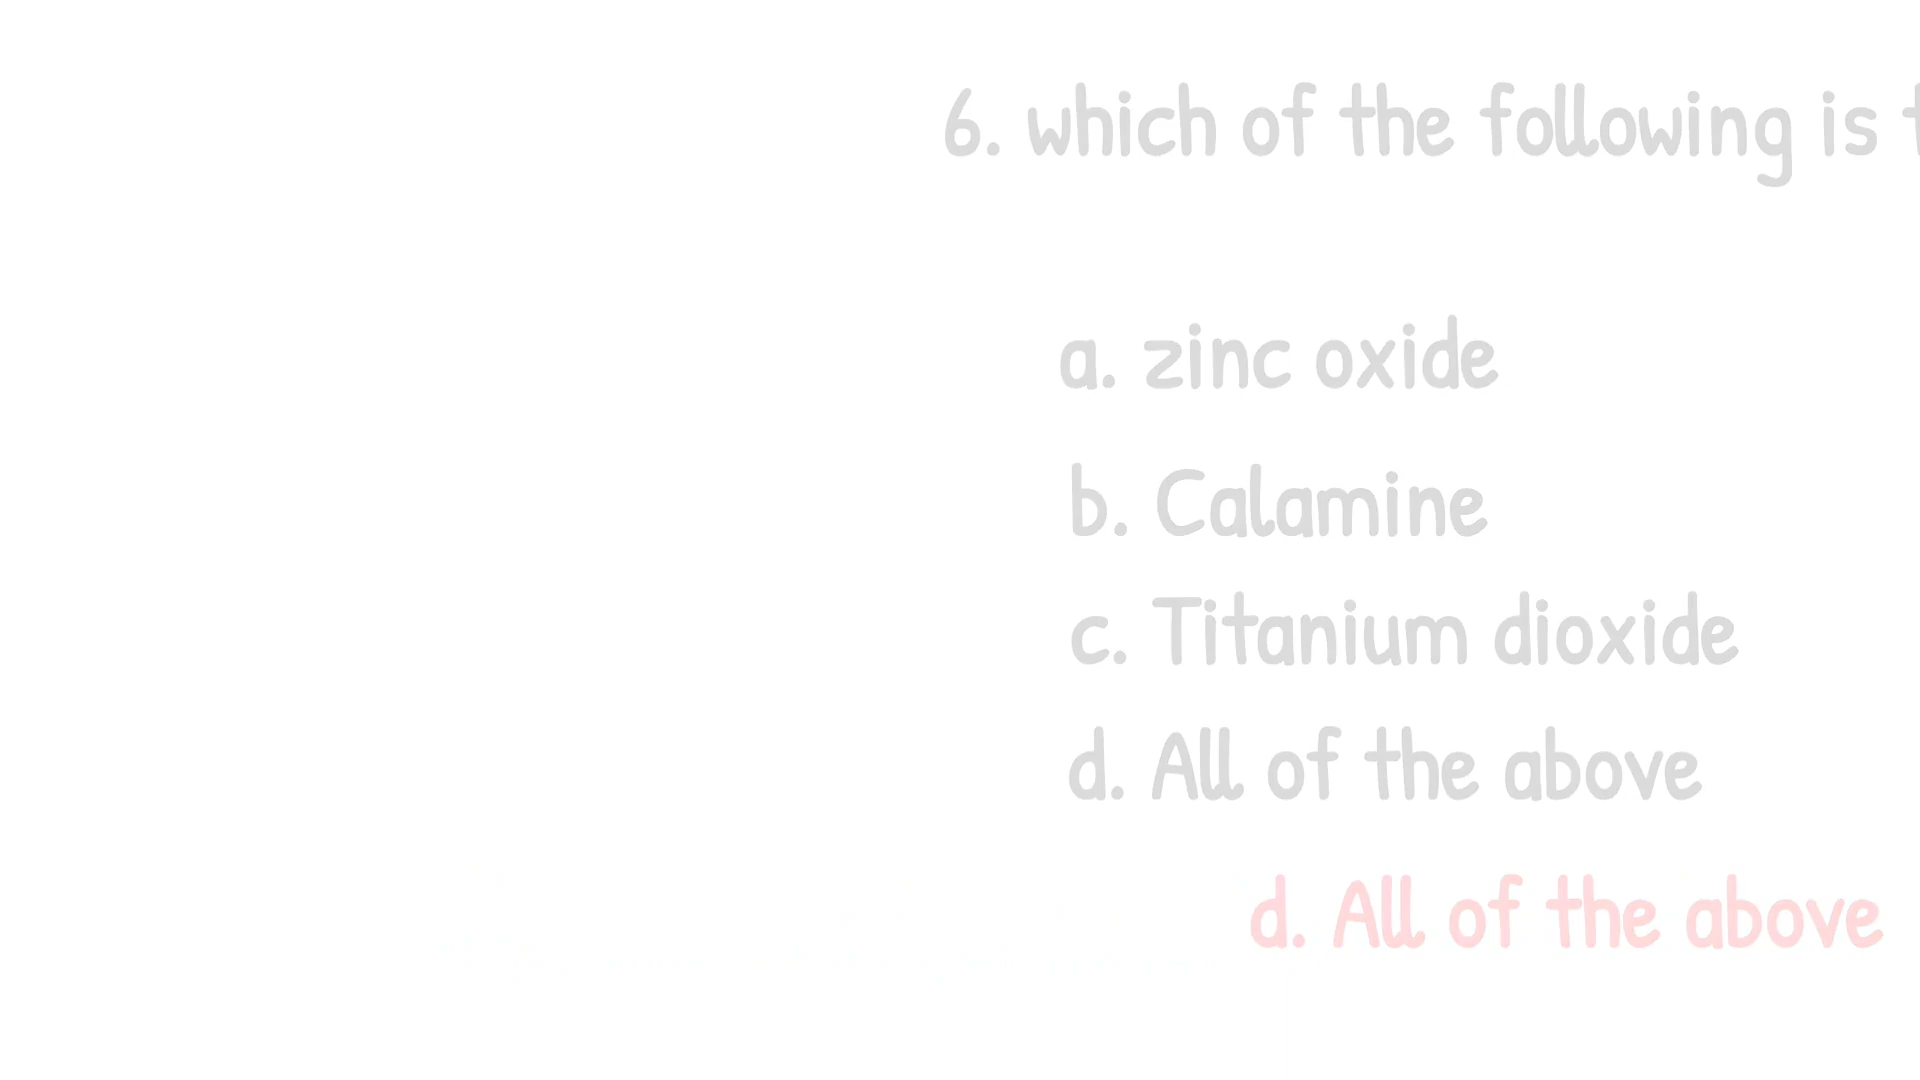 6. which of the following is
a. zinc oxide
b. Calamine
c. Titanium dioxide
d. All of the above
d. All of the above